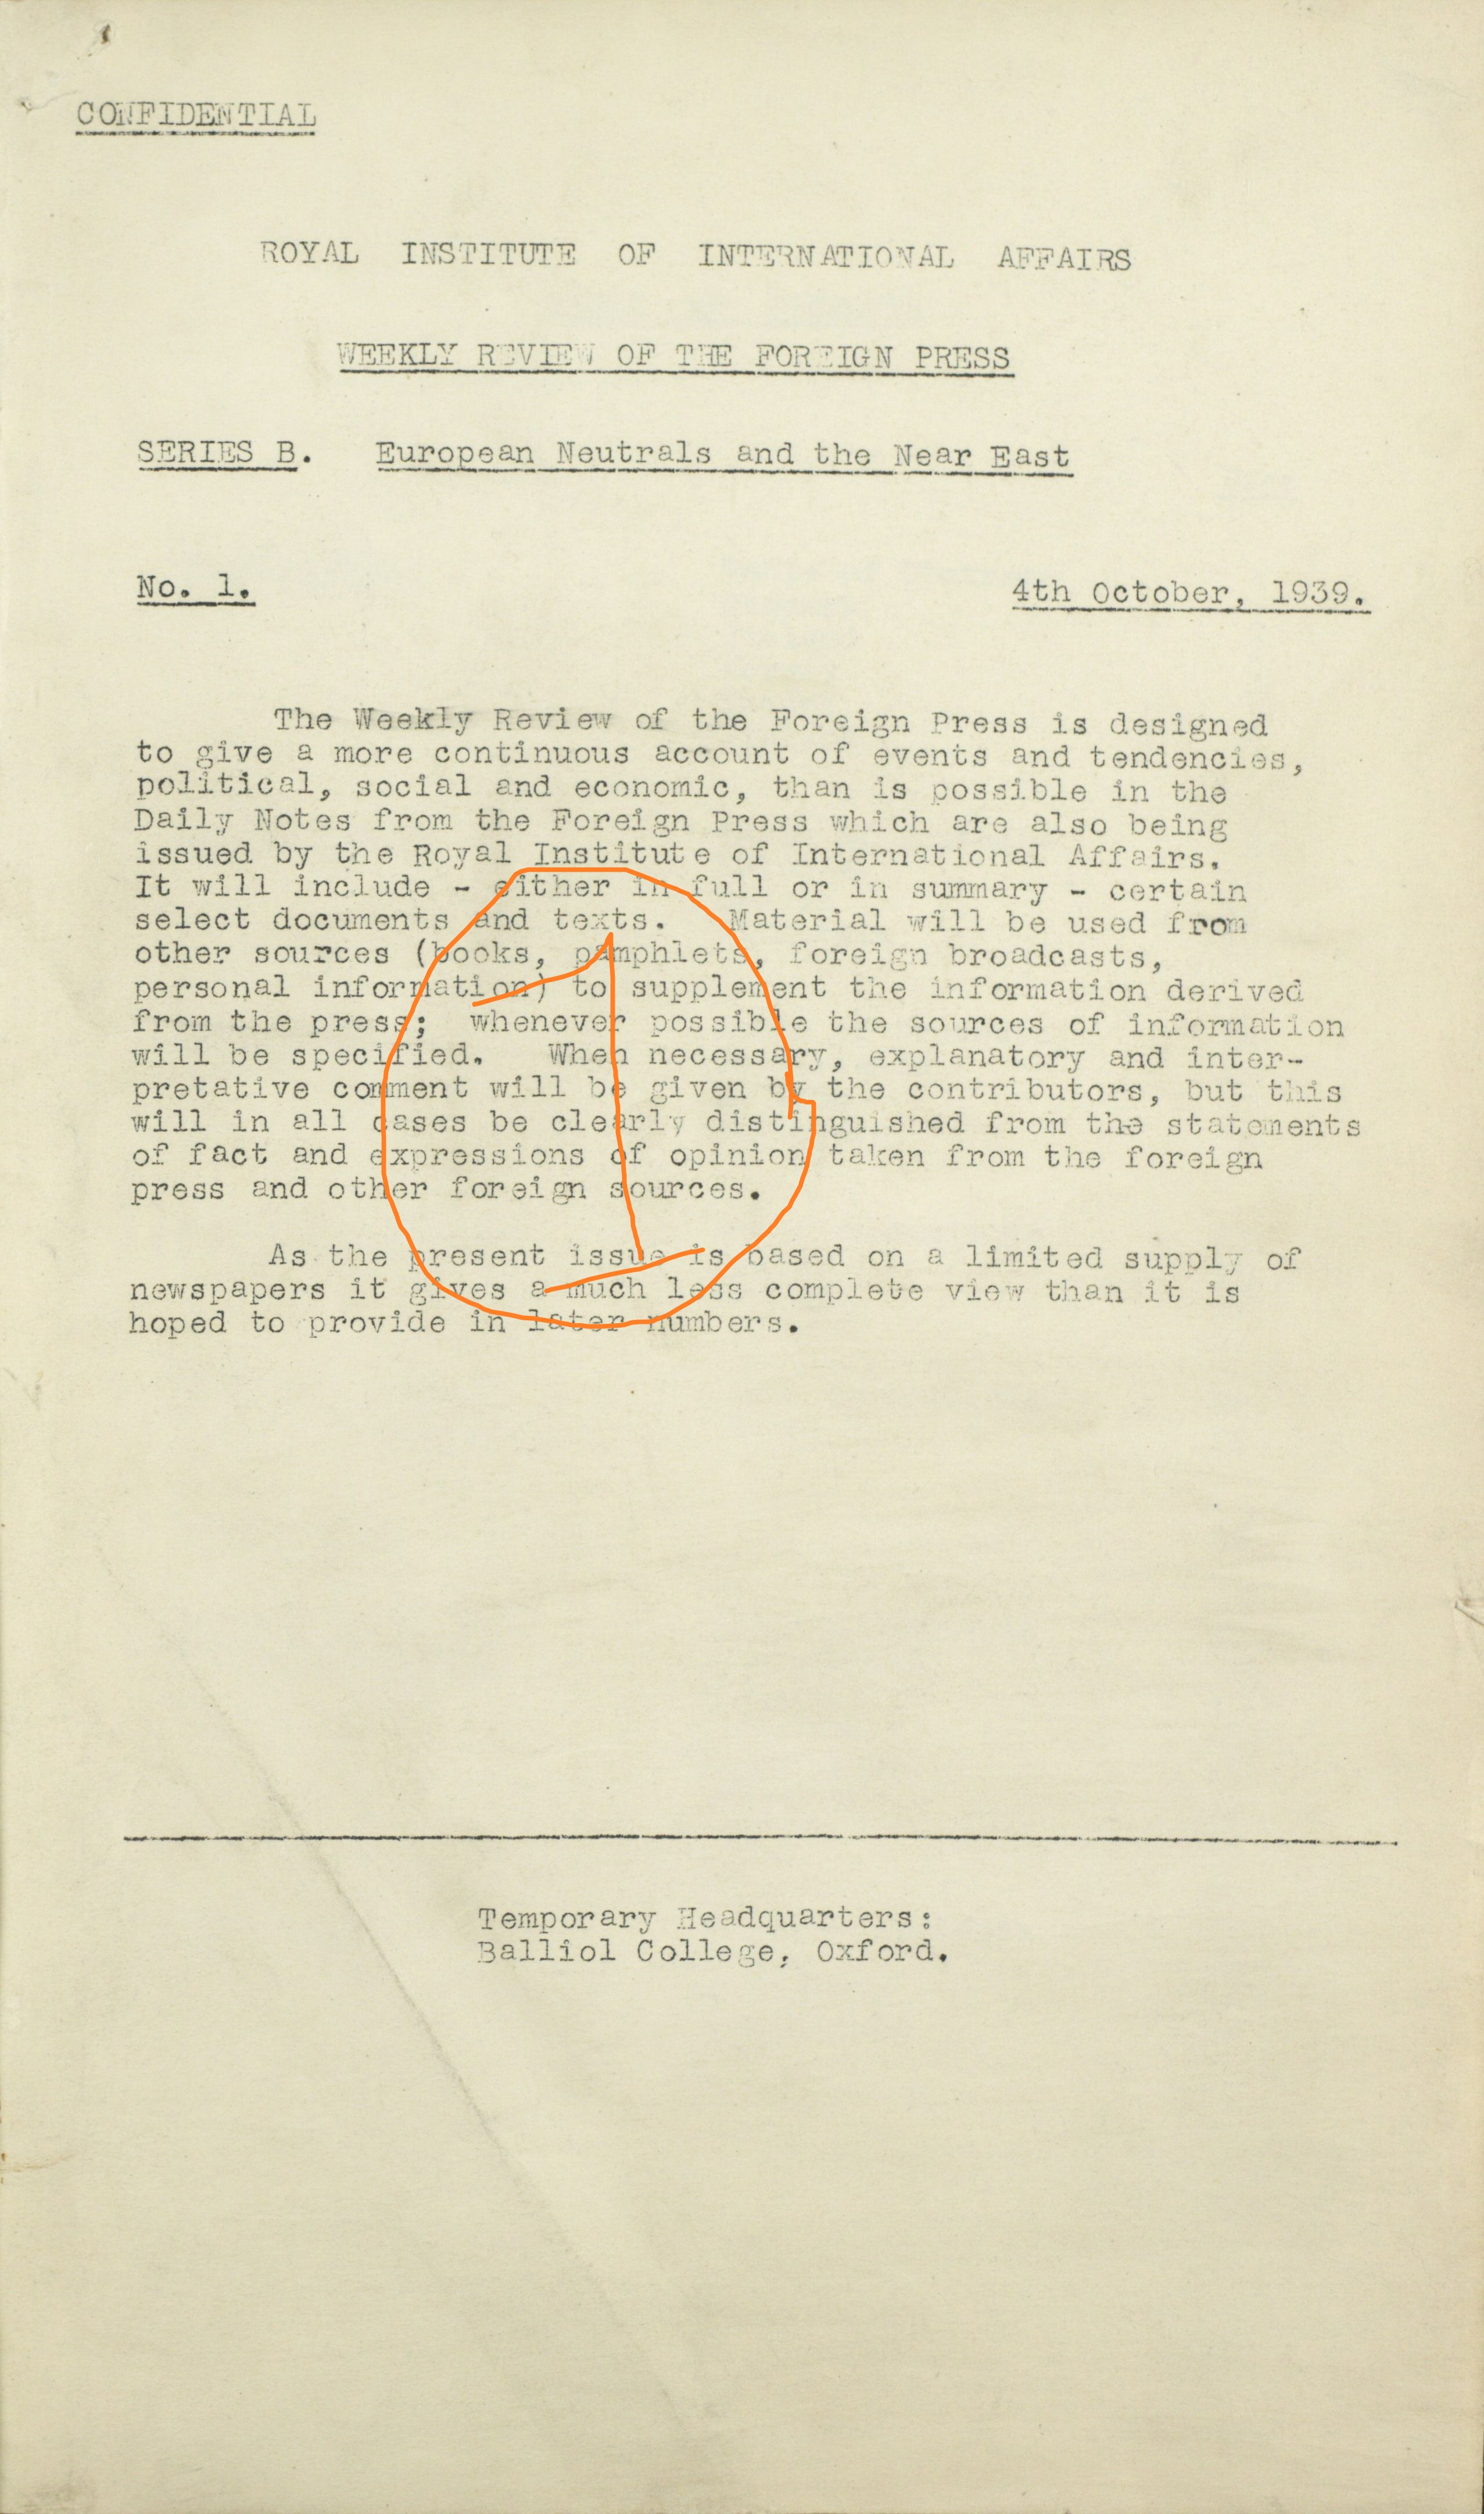 CONFIDENTIAL
ROYAL INSTITUTE OF INTERNATIONAL AFFAIRS
WEEKLY REVIEW OF THE FOREIGN PRESS
SERIES B. European Neutrals and the Near East
No. 1. 4th October, 1939.
The Weekly Review of the Foreign Press is designed
to give a more continuous account of events and tendencies,
political, social and economic, than is possible in the
Daily Notes from the Foreign Press which are also being
issued by the Royal Institute of International Affairs.
It will include - either in full or in summary - certain
select documents and texts. Material will be used from
other sources (books, pamphlets, foreign broadcasts,
personal information) to supplement the information derived
from the press; whenever possible the sources of information
will be specified. When necessary, explanatory and inter-
pretative comment will be given by the contributors, but this
will in all cases be clearly distinguished from the statements
of fact and expressions of opinion taken from the foreign
press and other foreign sources.
As the present issue is based on a limited supply of
newspapers it gives a much less complete view than it is
hoped to provide in later numbers.
1
Temporary Headquarters:
Balliol College, Oxford.